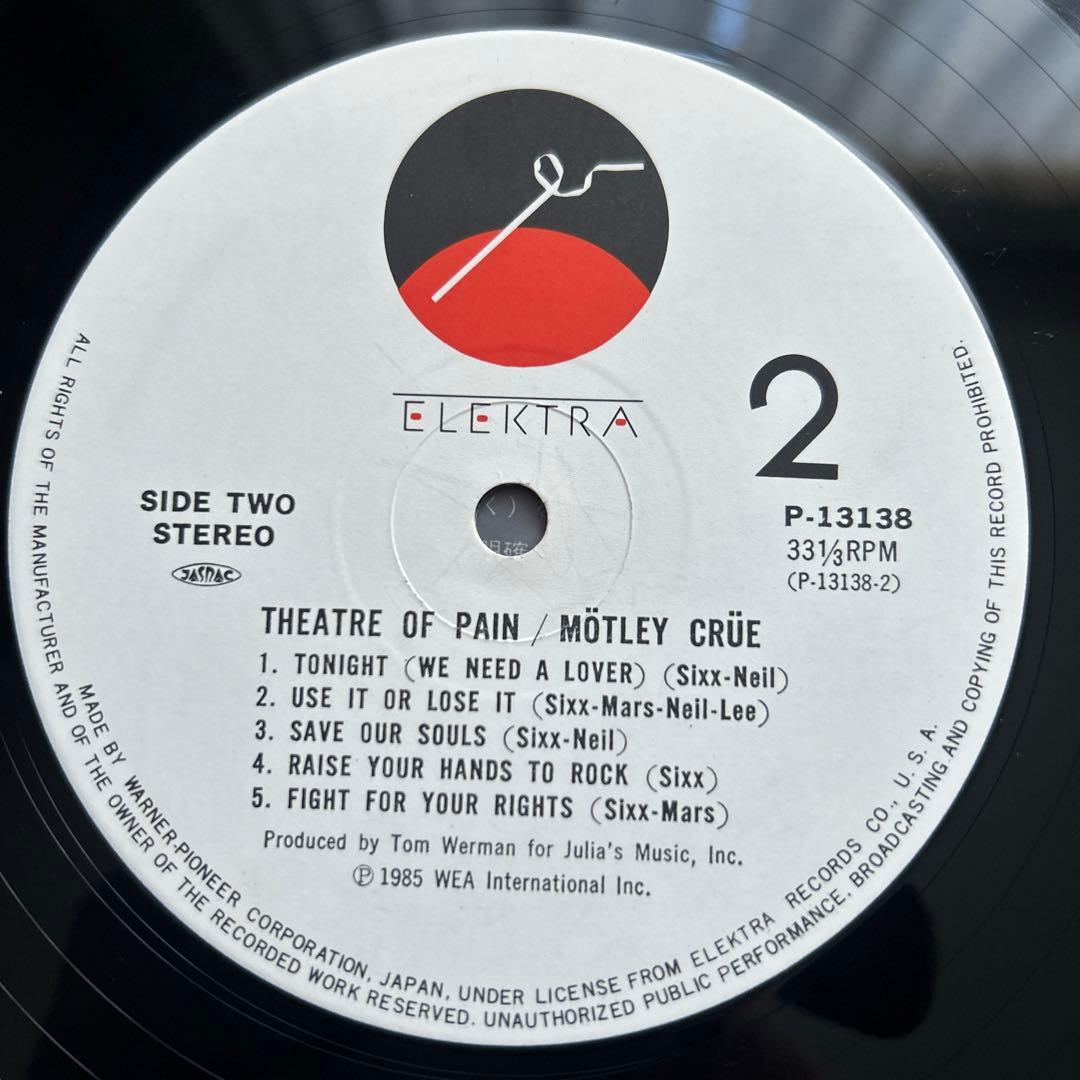 ELEKTRA
2
SIDE TWO
STEREO
JASRAC
P-13138
33⅓RPM
(P-13138-2)
THEATRE OF PAIN / MÖTLEY CRÜE
1. TONIGHT (WE NEED A LOVER) (Sixx-Neil)
2. USE IT OR LOSE IT (Sixx-Mars-Neil-Lee)
3. SAVE OUR SOULS (Sixx-Neil)
4. RAISE YOUR HANDS TO ROCK (Sixx)
5. FIGHT FOR YOUR RIGHTS (Sixx-Mars)
Produced by Tom Werman for Julia's Music, Inc.
Ⓟ 1985 WEA International Inc.
MADE BY WARNER-PIONEER CORPORATION, JAPAN, UNDER LICENSE FROM ELEKTRA RECORDS CO., U. S. A.
ALL RIGHTS OF THE MANUFACTURER AND OF THE OWNER OF THE RECORDED WORK RESERVED. UNAUTHORIZED PUBLIC PERFORMANCE, BROADCASTING AND COPYING OF THIS RECORD PROHIBITED.